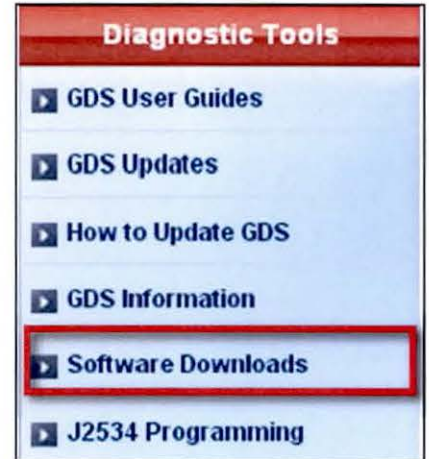 Diagnostic Tools
GDS User Guides
GDS Updates
How to Update GDS
GDS Information
Software Downloads
J2534 Programming